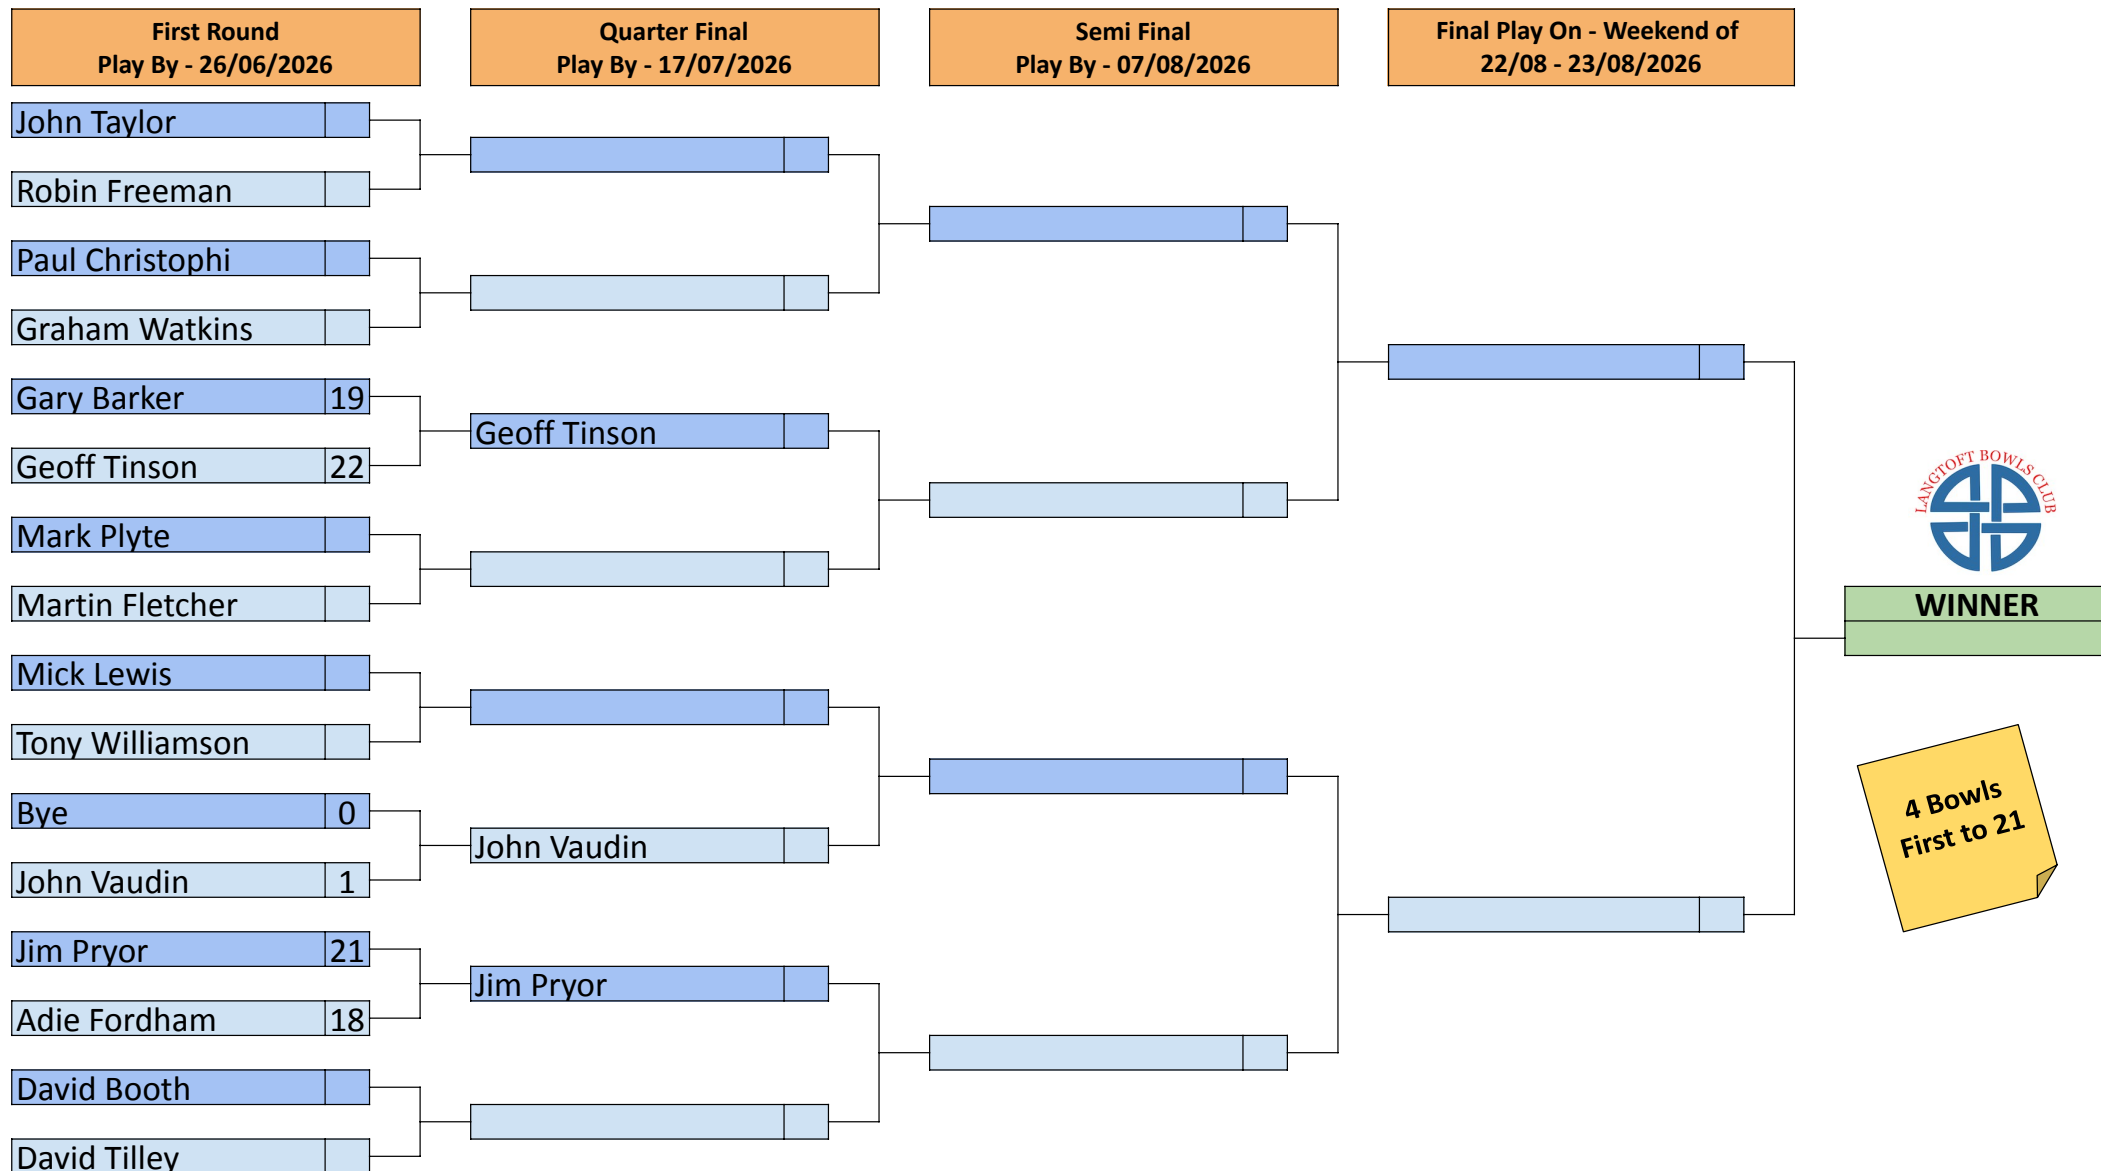 First Round
Play By - 26/06/2026
Quarter Final
Play By - 17/07/2026
Semi Final
Play By - 07/08/2026
Final Play On - Weekend of
22/08 - 23/08/2026
John Taylor
Robin Freeman
Paul Christophi
Graham Watkins
Gary Barker 19
Geoff Tinson 22
Mark Plyte
Martin Fletcher
Mick Lewis
Tony Williamson
Bye 0
John Vaudin 1
Jim Pryor 21
Adie Fordham 18
David Booth
David Tilley
Geoff Tinson
John Vaudin
Jim Pryor
LANGTOFT BOWLS CLUB
WINNER
4 Bowls
First to 21